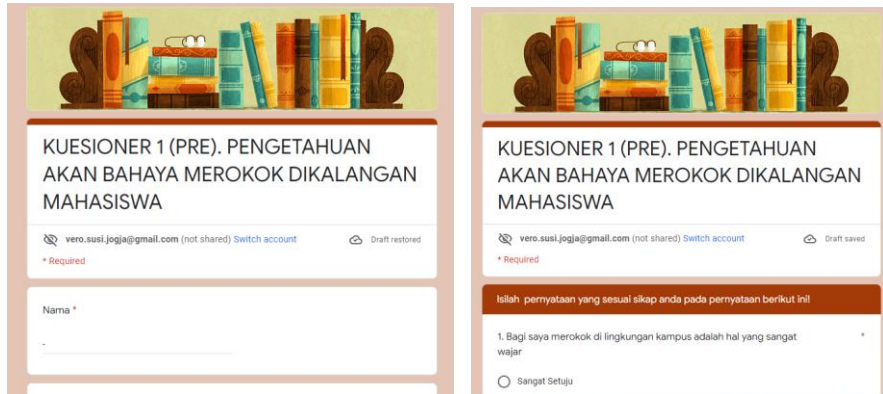 KUESIONER 1 (PRE). PENGETAHUAN
AKAN BAHAYA MEROKOK DIKALANGAN
MAHASISWA
vero.susi.jogja@gmail.com (not shared) Switch account
Draft restored
* Required
Nama *
-
KUESIONER 1 (PRE). PENGETAHUAN
AKAN BAHAYA MEROKOK DIKALANGAN
MAHASISWA
vero.susi.jogja@gmail.com (not shared) Switch account
Draft saved
* Required
Isilah pernyataan yang sesuai sikap anda pada pernyataan berikut ini!
1. Bagi saya merokok di lingkungan kampus adalah hal yang sangat *
wajar
Sangat Setuju